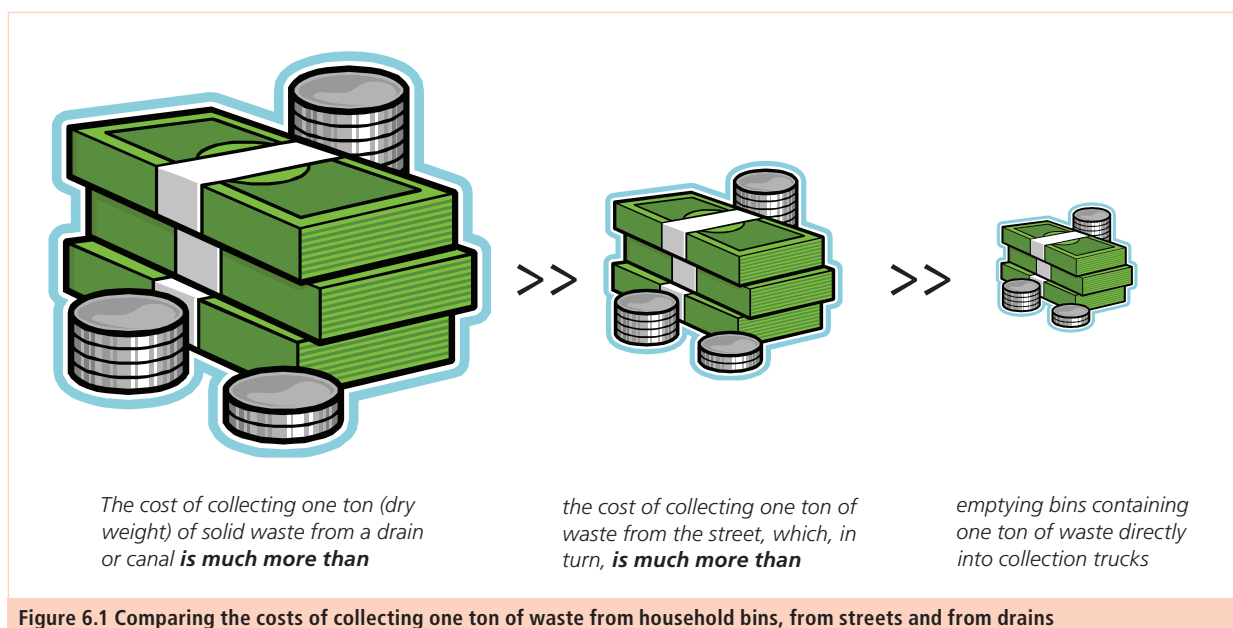 >> >>
The cost of collecting one ton (dry
weight) of solid waste from a drain
or canal is much more than
the cost of collecting one ton of
waste from the street, which, in
turn, is much more than
emptying bins containing
one ton of waste directly
into collection trucks
Figure 6.1 Comparing the costs of collecting one ton of waste from household bins, from streets and from drains